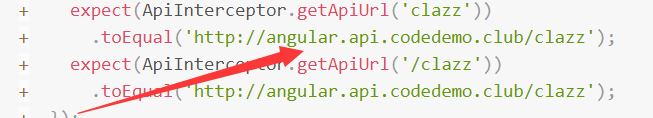 + expect(ApiInterceptor.getApiUrl('clazz'))
+ .toEqual('http://angular.api.codedemo.club/clazz');
+ expect(ApiInterceptor.getApiUrl('/clazz'))
+ .toEqual('http://angular.api.codedemo.club/clazz');
+ });